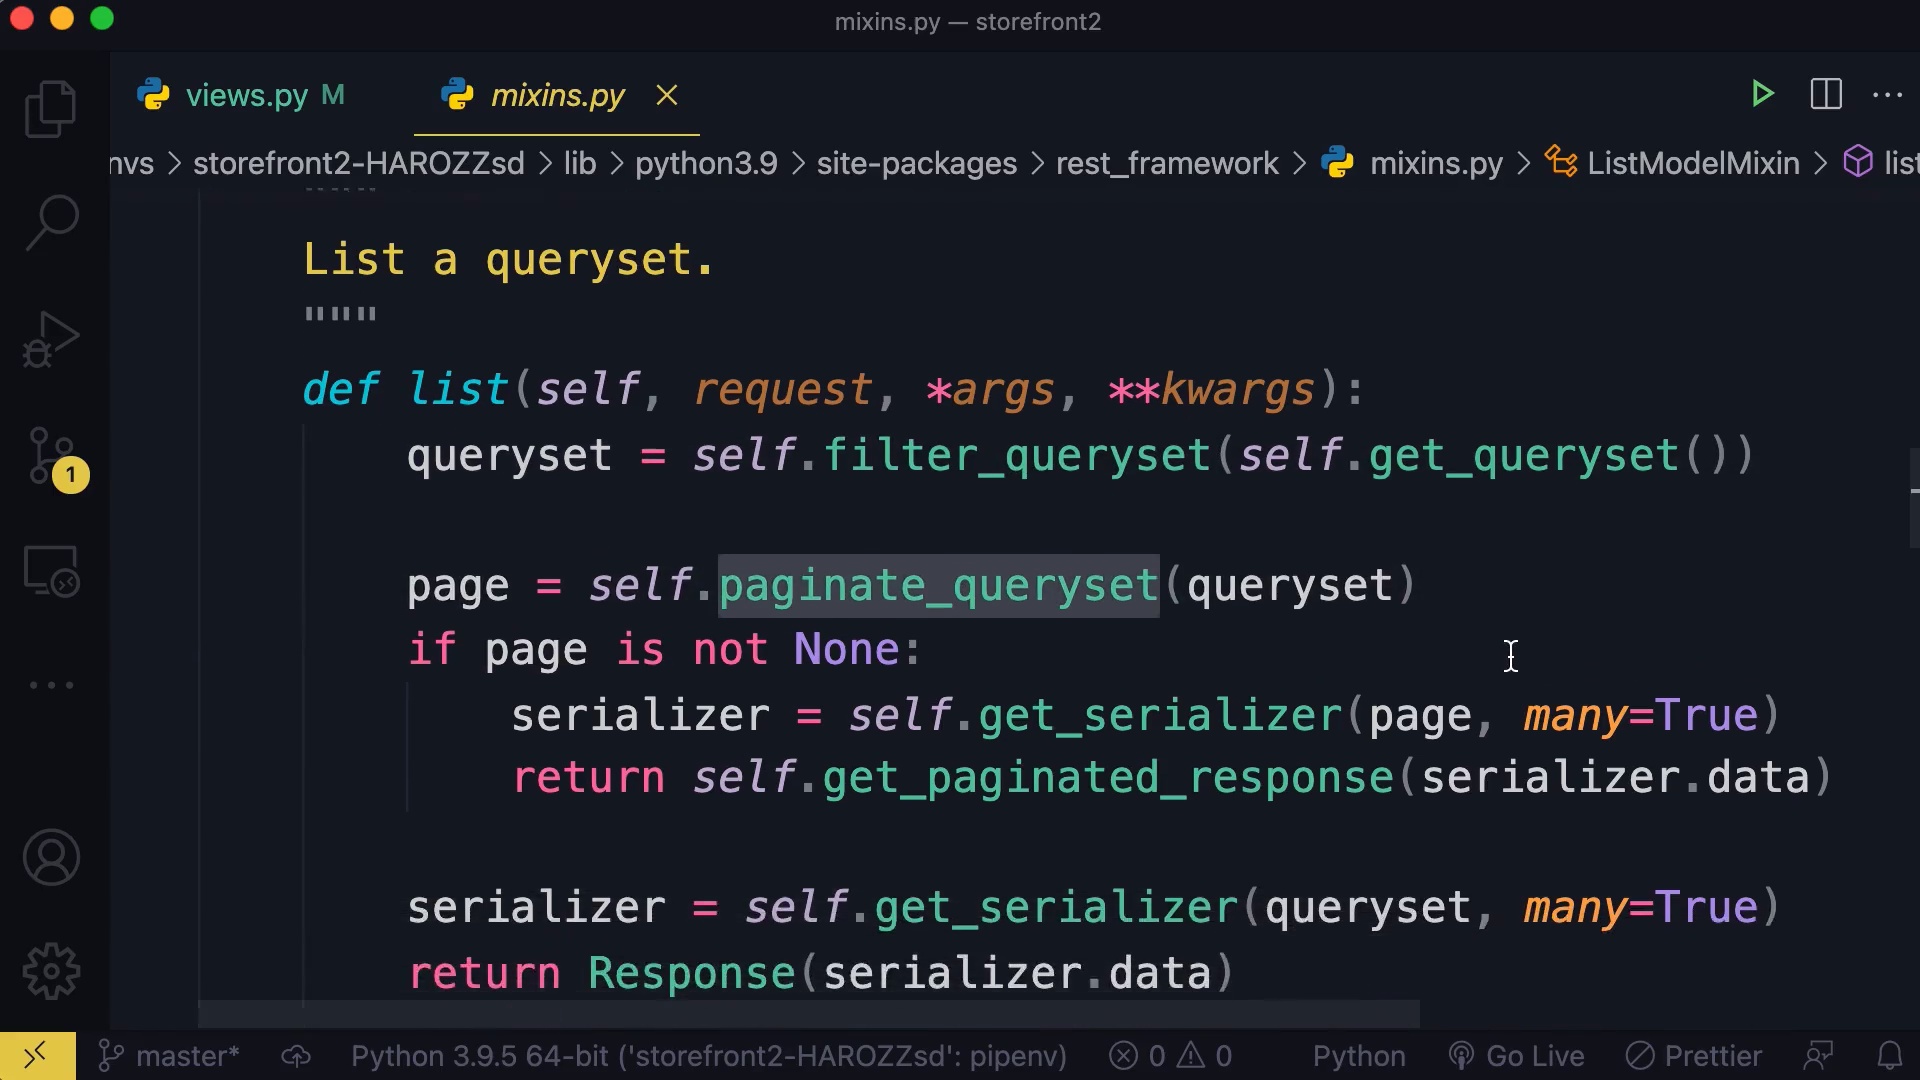 mixins.py — storefront2
views.py M
mixins.py
nvs > storefront2-HAROZZsd > lib > python3.9 > site-packages > rest_framework > mixins.py > ListModelMixin > list
List a queryset.
"""
def list(self, request, *args, **kwargs):
queryset = self.filter_queryset(self.get_queryset())
page = self.paginate_queryset(queryset)
if page is not None:
serializer = self.get_serializer(page, many=True)
return self.get_paginated_response(serializer.data)
serializer = self.get_serializer(queryset, many=True)
return Response(serializer.data)
1
master* Python 3.9.5 64-bit ('storefront2-HAROZZsd': pipenv) 0 0 Python Go Live Prettier